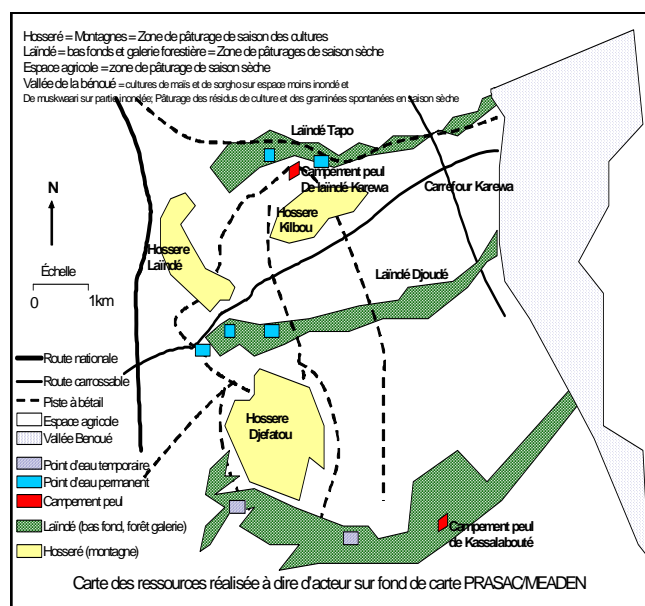 Hosseré = Montagnes = Zone de pâturage de saison des cultures
Laïndé = bas fonds et galerie forestière = Zone de pâturages de saison sèche
Espace agricole = zone de pâturage de saison sèche
Vallée de la bénoué = cultures de maïs et de sorgho sur espace moins inondé et
De muskwaari sur partie inondée; Pâturage des résidus de culture et des graminées spontanées en saison sèche
Laïndé Tapo
Campement peul
De laïndé Karewa
Carrefour Karewa
N
Hossere
Kilbou
Hossere
Laïndé
Échelle
0 1km
Laïndé Djoudé
Route nationale
Route carrossable
Piste à bétail
Espace agricole
Vallée Benoué
Hossere
Djefatou
Point d'eau temporaire
Point d'eau permanent
Campement peul
Laïndé (bas fond, forêt galerie)
Hosseré (montagne)
Campement peul
de Kassalabouté
Carte des ressources réalisée à dire d'acteur sur fond de carte PRASAC/MEADEN